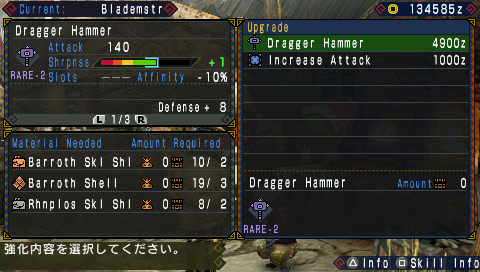 Current: Blademstr
134585z
Dragger Hammer
Attack 140
Shrpnss +1
RARE-2 Slots --- Affinity -10%
Defense+ 8
L 1/3 R
Material Needed Amount Required
Barroth Skl Shl 0 10/ 2
Barroth Shell 0 19/ 3
Rhnplos Skl Shl 0 8/ 2
Upgrade
Dragger Hammer 4900z
Increase Attack 1000z
Dragger Hammer Amount 0
RARE-2
強化内容を選択してください。
Info Skill Info